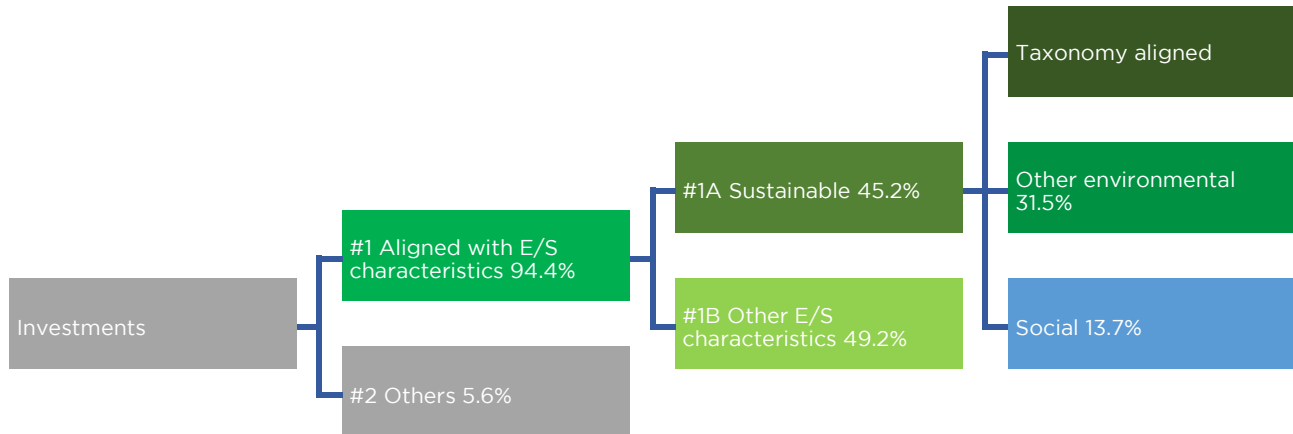 Investments
#1 Aligned with E/S
characteristics 94.4%
#2 Others 5.6%
#1A Sustainable 45.2%
#1B Other E/S
characteristics 49.2%
Taxonomy aligned
Other environmental
31.5%
Social 13.7%